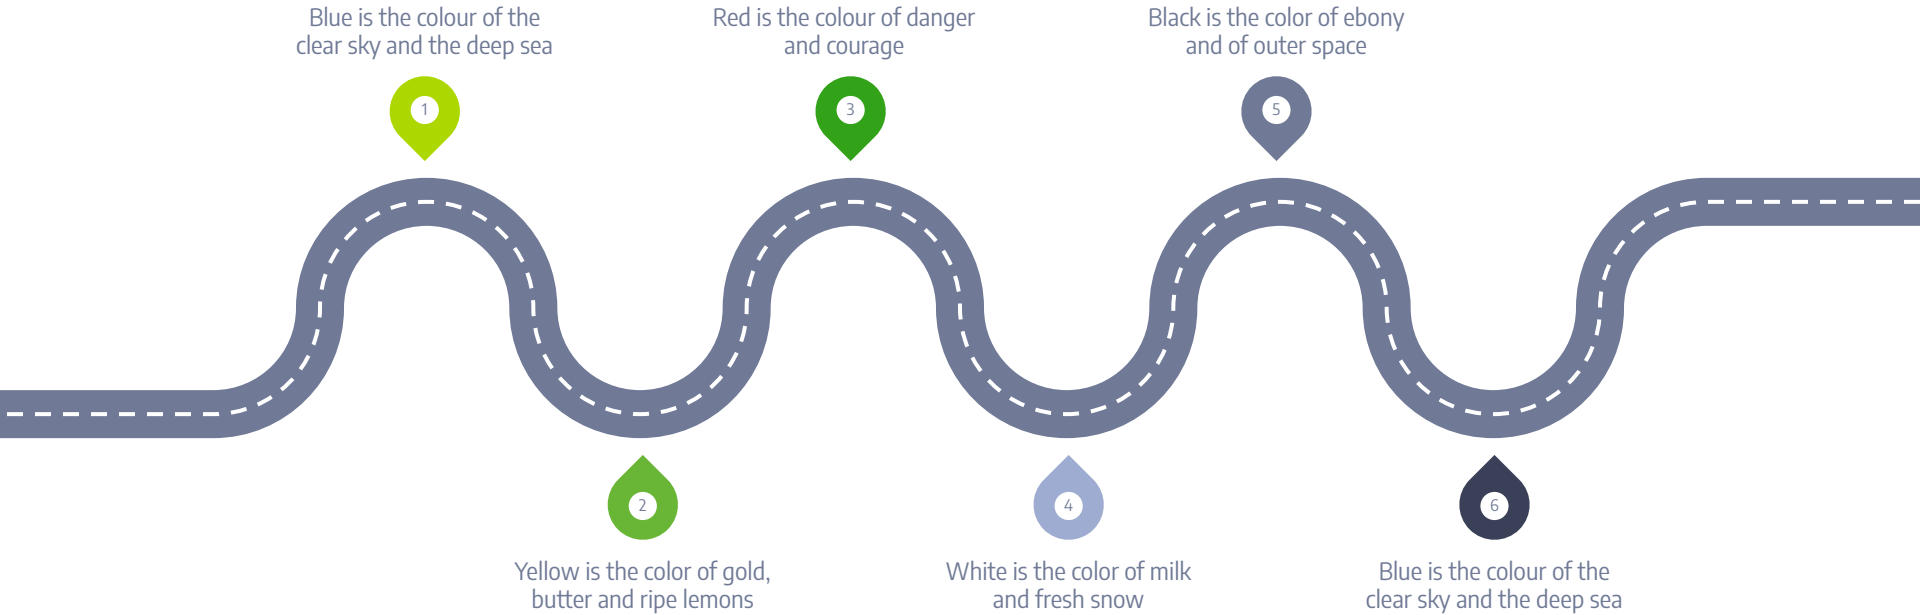 Blue is the colour of the
clear sky and the deep sea
1
Yellow is the color of gold,
butter and ripe lemons
2
Red is the colour of danger
and courage
3
White is the color of milk
and fresh snow
4
Black is the color of ebony
and of outer space
5
Blue is the colour of the
clear sky and the deep sea
6